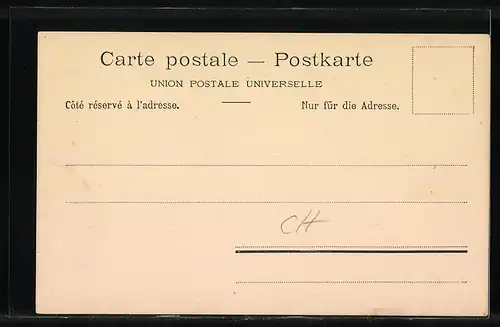 Carte postale — Postkarte
UNION POSTALE UNIVERSELLE
Côté réservé à l'adresse. Nur für die Adresse.
CH